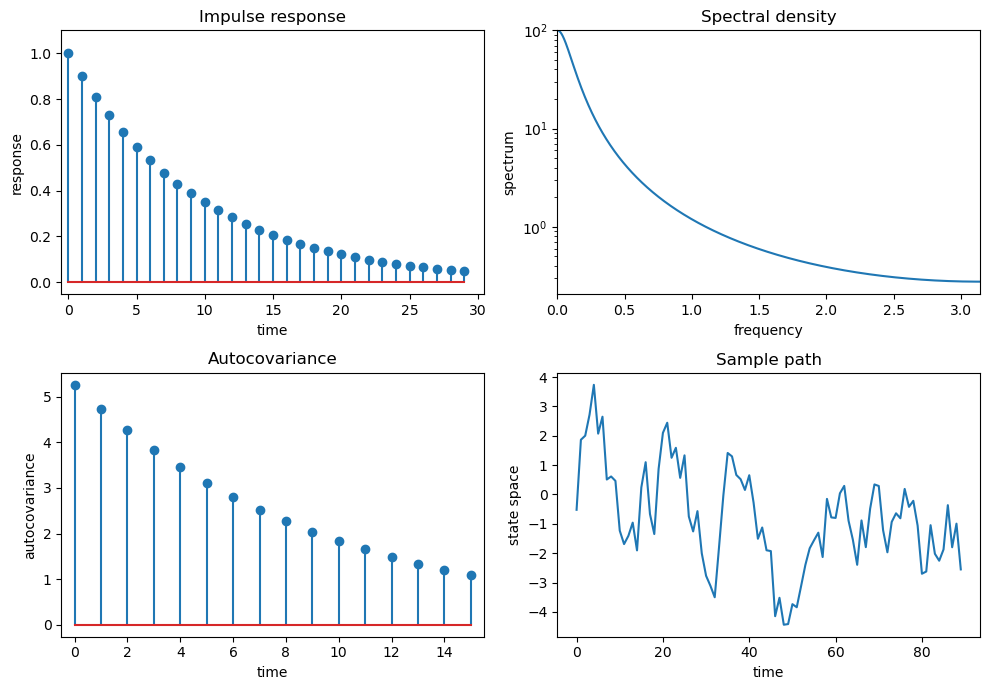 Impulse response
response
1.0
0.8
0.6
0.4
0.2
0.0
0 5 10 15 20 25 30
time
Spectral density
spectrum
10²
10¹
10⁰
0.0 0.5 1.0 1.5 2.0 2.5 3.0
frequency
Autocovariance
autocovariance
5
4
3
2
1
0
0 2 4 6 8 10 12 14
time
Sample path
state space
4
3
2
1
0
−1
−2
−3
−4
0 20 40 60 80
time